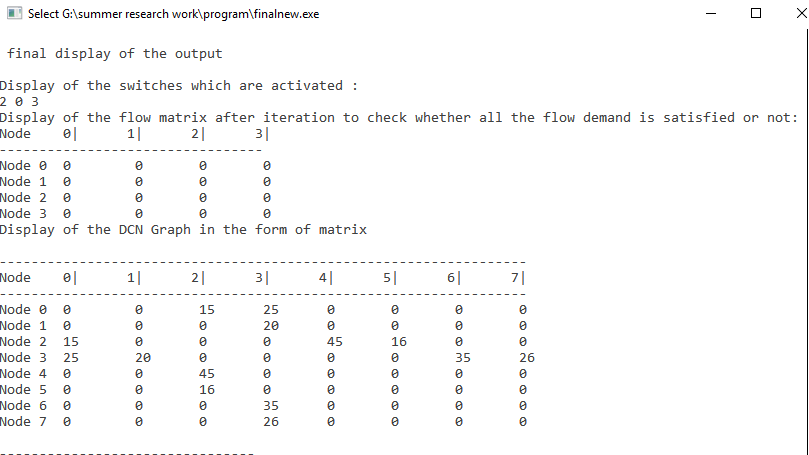 Select G:\summer research work\program\finalnew.exe
final display of the output
Display of the switches which are activated :
2 0 3
Display of the flow matrix after iteration to check whether all the flow demand is satisfied or not:
Node    0|      1|      2|      3|
---------------------------------
Node 0  0        0       0       0
Node 1  0        0       0       0
Node 2  0        0       0       0
Node 3  0        0       0       0
Display of the DCN Graph in the form of matrix
------------------------------------------------------------------
Node    0|      1|      2|      3|      4|      5|      6|      7|
------------------------------------------------------------------
Node 0  0        0       15      25      0       0       0       0
Node 1  0        0       0       20      0       0       0       0
Node 2  15       0       0       0       45      16      0       0
Node 3  25       20      0       0       0       0       35      26
Node 4  0        0       45      0       0       0       0       0
Node 5  0        0       16      0       0       0       0       0
Node 6  0        0       0       35      0       0       0       0
Node 7  0        0       0       26      0       0       0       0
--------------------------------